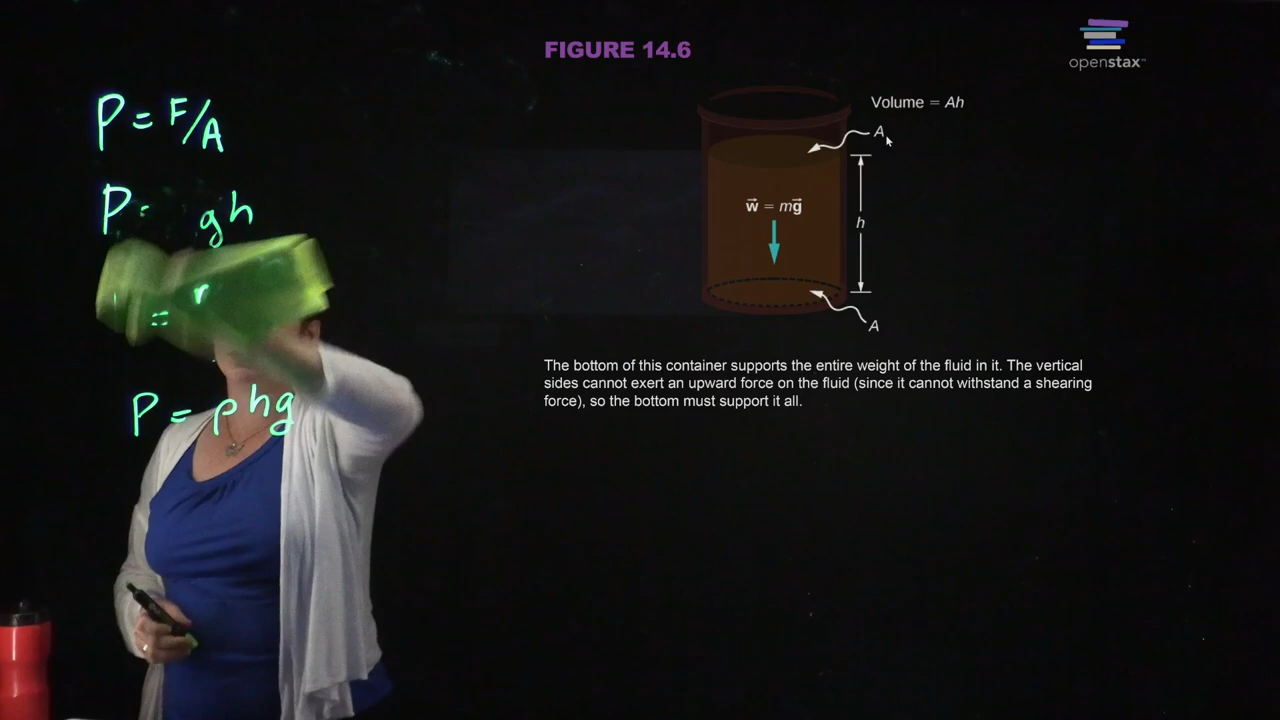 P = F/A
P = gh
=
P = ρhg
FIGURE 14.6
openstax™
Volume = Ah
A
w⃗ = mg⃗
h
A
The bottom of this container supports the entire weight of the fluid in it. The vertical
sides cannot exert an upward force on the fluid (since it cannot withstand a shearing
force), so the bottom must support it all.